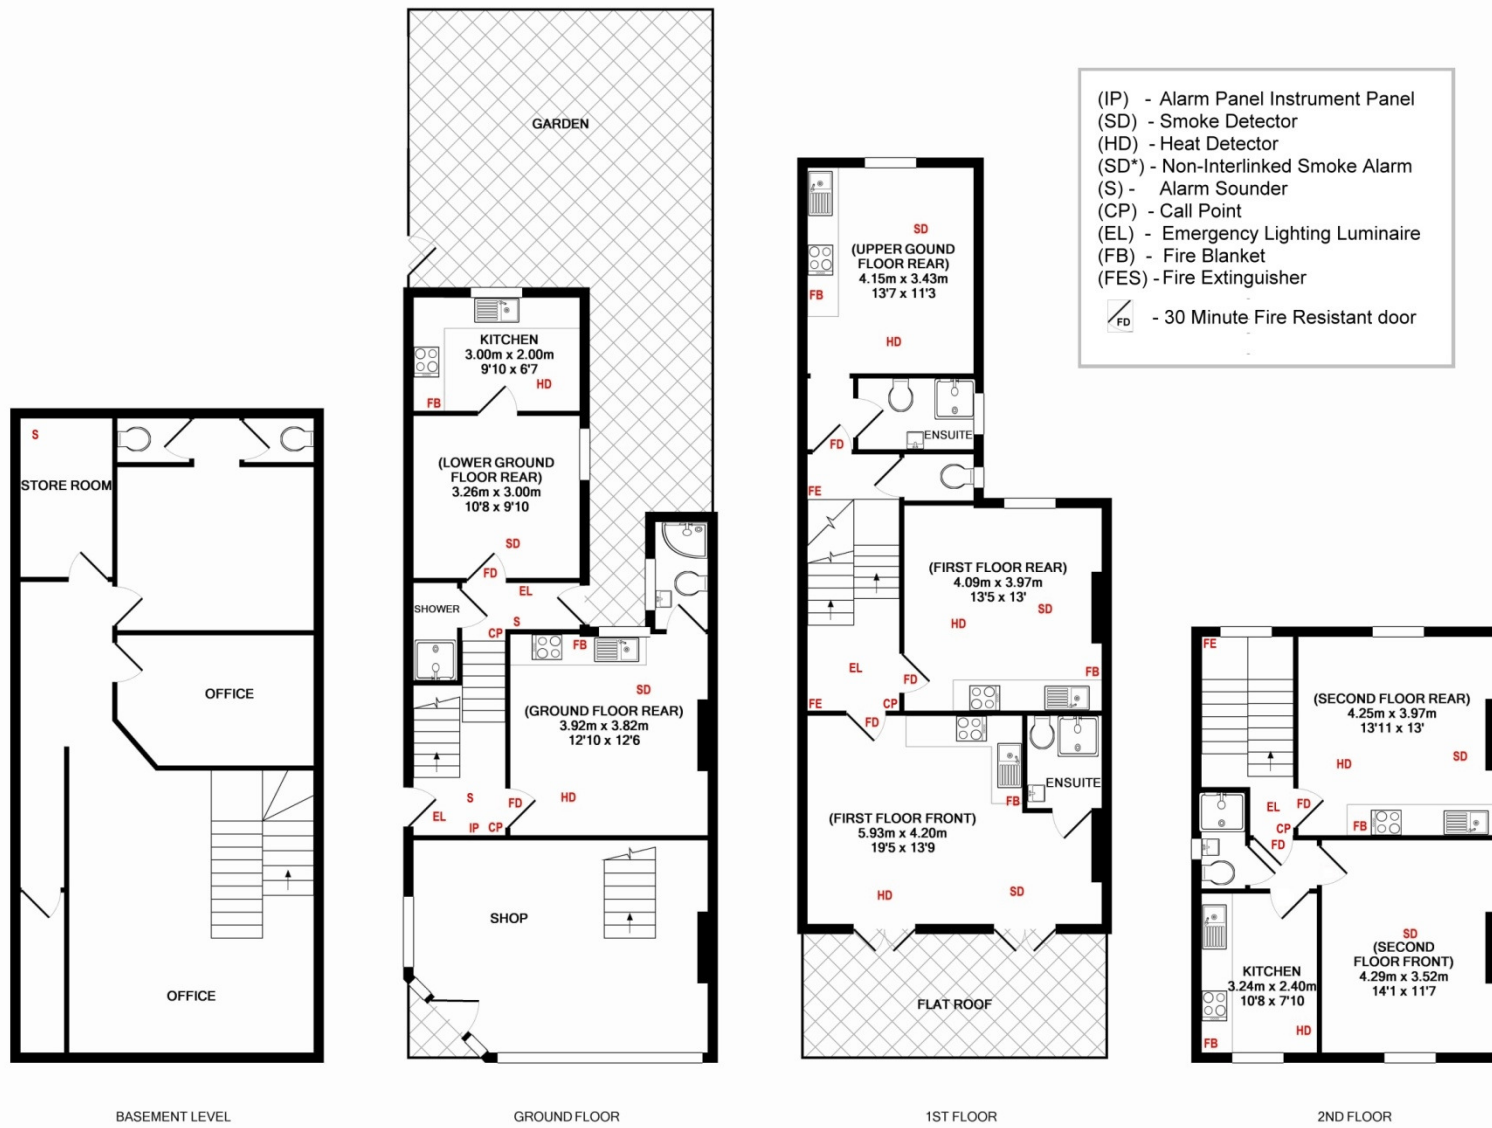 (IP) - Alarm Panel Instrument Panel
(SD) - Smoke Detector
(HD) - Heat Detector
(SD*) - Non-Interlinked Smoke Alarm
(S) - Alarm Sounder
(CP) - Call Point
(EL) - Emergency Lighting Luminaire
(FB) - Fire Blanket
(FES) - Fire Extinguisher
FD - 30 Minute Fire Resistant door
S
STORE ROOM
OFFICE
OFFICE
BASEMENT LEVEL
GARDEN
KITCHEN
3.00m x 2.00m
9'10 x 6'7
HD
FB
(LOWER GROUND
FLOOR REAR)
3.26m x 3.00m
10'8 x 9'10
SD
FD
EL
SHOWER
S
CP
FB
SD
(GROUND FLOOR REAR)
3.92m x 3.82m
12'10 x 12'6
HD
S
FD
EL
IP
CP
SHOP
GROUND FLOOR
SD
(UPPER GOUND
FLOOR REAR)
4.15m x 3.43m
13'7 x 11'3
FB
HD
ENSUITE
FD
FE
(FIRST FLOOR REAR)
4.09m x 3.97m
13'5 x 13'
SD
HD
EL
FD
FB
FE
CP
FD
ENSUITE
FB
(FIRST FLOOR FRONT)
5.93m x 4.20m
19'5 x 13'9
HD
SD
FLAT ROOF
1ST FLOOR
FE
(SECOND FLOOR REAR)
4.25m x 3.97m
13'11 x 13'
SD
HD
EL
FD
CP
FB
FD
SD
(SECOND
FLOOR FRONT)
4.29m x 3.52m
14'1 x 11'7
KITCHEN
3.24m x 2.40m
10'8 x 7'10
HD
FB
2ND FLOOR